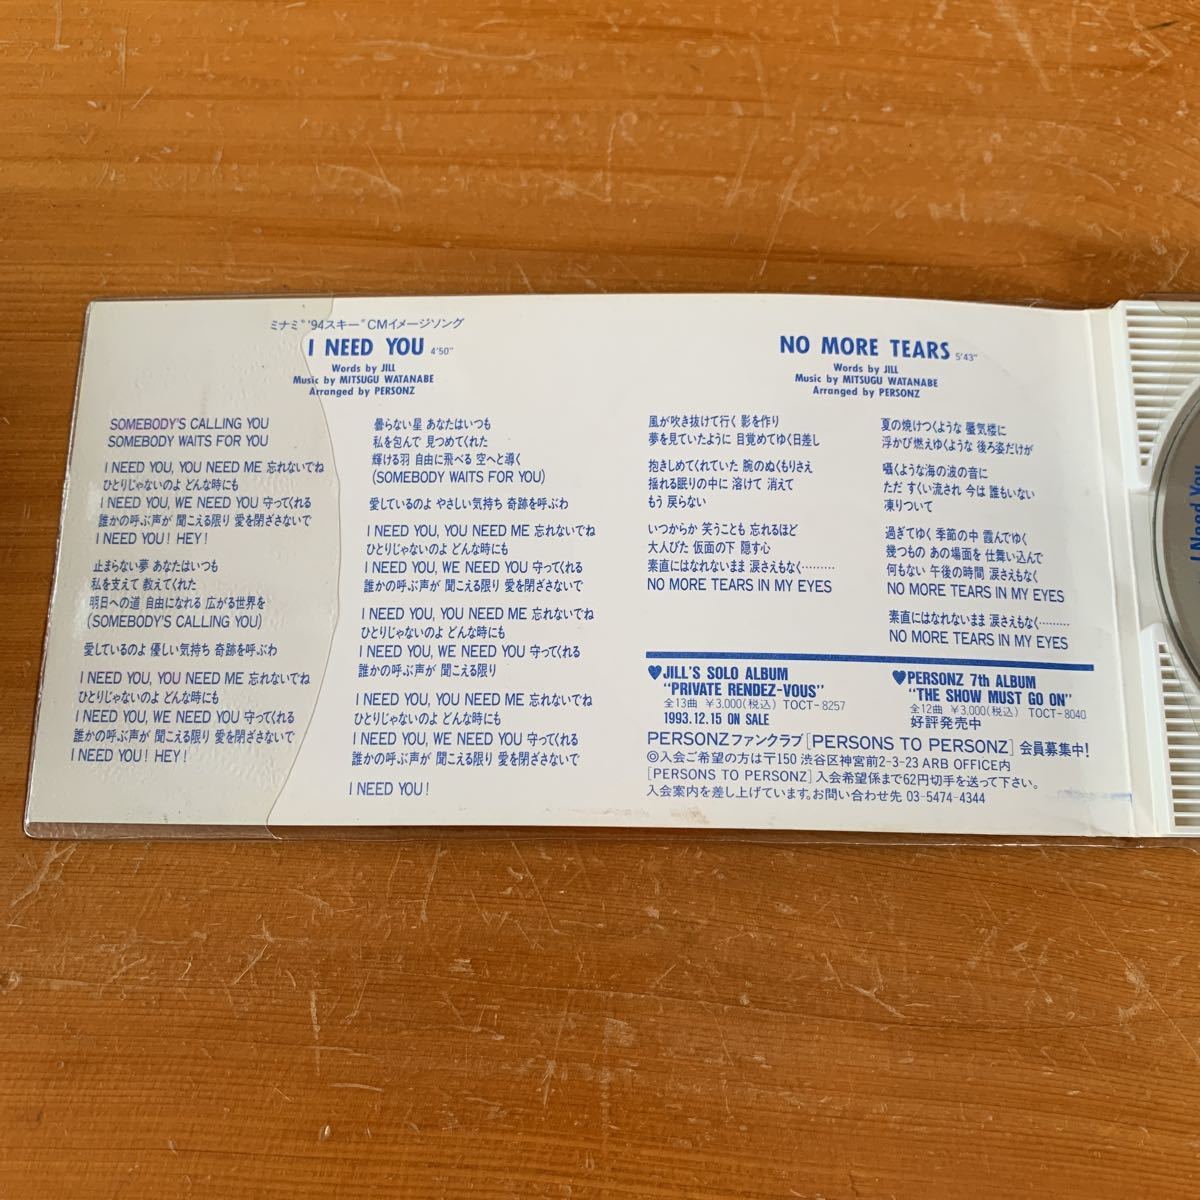 ミナミ"'94スキー"CMイメージソング
I NEED YOU 4'50"
Words by JILL
Music by MITSUGU WATANABE
Arranged by PERSONZ
SOMEBODY'S CALLING YOU
SOMEBODY WAITS FOR YOU
I NEED YOU, YOU NEED ME 忘れないでね
ひとりじゃないのよ どんな時にも
I NEED YOU, WE NEED YOU 守ってくれる
誰かの呼ぶ声が 聞こえる限り 愛を閉ざさないで
I NEED YOU! HEY!
止まらない夢 あなたはいつも
私を支えて 教えてくれた
明日への道 自由になれる 広がる世界を
(SOMEBODY'S CALLING YOU)
愛しているのよ 優しい気持ち 奇跡を呼ぶわ
I NEED YOU, YOU NEED ME 忘れないでね
ひとりじゃないのよ どんな時にも
I NEED YOU, WE NEED YOU 守ってくれる
誰かの呼ぶ声が 聞こえる限り 愛を閉ざさないで
I NEED YOU! HEY!
曇らない星 あなたはいつも
私を包んで 見つめてくれた
輝ける羽 自由に飛べる 空へと導く
(SOMEBODY WAITS FOR YOU)
愛しているのよ やさしい気持ち 奇跡を呼ぶわ
I NEED YOU, YOU NEED ME 忘れないでね
ひとりじゃないのよ どんな時にも
I NEED YOU, WE NEED YOU 守ってくれる
誰かの呼ぶ声が 聞こえる限り 愛を閉ざさないで
I NEED YOU, YOU NEED ME 忘れないでね
ひとりじゃないのよ どんな時にも
I NEED YOU, WE NEED YOU 守ってくれる
誰かの呼ぶ声が 聞こえる限り
I NEED YOU, YOU NEED ME 忘れないでね
ひとりじゃないのよ どんな時にも
I NEED YOU, WE NEED YOU 守ってくれる
誰かの呼ぶ声が 聞こえる限り 愛を閉ざさないで
I NEED YOU!
NO MORE TEARS 5'43"
Words by JILL
Music by MITSUGU WATANABE
Arranged by PERSONZ
風が吹き抜けて行く 影を作り
夢を見ていたように 目覚めてゆく日差し
抱きしめてくれていた 腕のぬくもりさえ
揺れる眠りの中に 溶けて 消えて
もう 戻らない
いつからか 笑うことも 忘れるほど
大人びた 仮面の下 隠す心
素直にはなれないまま 涙さえもなく………
NO MORE TEARS IN MY EYES
夏の焼けつくような 蜃気楼に
浮かび燃えゆくような 後ろ姿だけが
囁くような海の波の音に
ただ すくい流され 今は 誰もいない
凍りついて
過ぎてゆく 季節の中 霞んでゆく
幾つもの あの場面を 仕舞い込んで
何もない 午後の時間 涙さえもなく
NO MORE TEARS IN MY EYES
素直にはなれないまま 涙さえもなく………
NO MORE TEARS IN MY EYES
♥JILL'S SOLO ALBUM
"PRIVATE RENDEZ-VOUS"
全13曲 ¥3,000(税込) TOCT-8257
1993.12.15 ON SALE
♥PERSONZ 7th ALBUM
"THE SHOW MUST GO ON"
全12曲 ¥3,000(税込) TOCT-8040
好評発売中
PERSONZファンクラブ[PERSONS TO PERSONZ] 会員募集中!
◎入会ご希望の方は〒150 渋谷区神宮前2-3-23 ARB OFFICE内
[PERSONS TO PERSONZ] 入会希望係まで62円切手を送って下さい。
入会案内を差し上げています。お問い合わせ先 03-5474-4344
I Need You